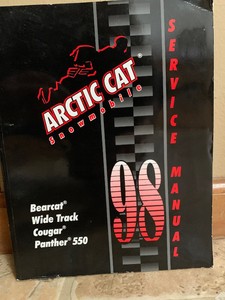 ARCTIC CAT
snowmobile
SERVICE MANUAL
98
Bearcat®
Wide Track
Cougar®
Panther® 550